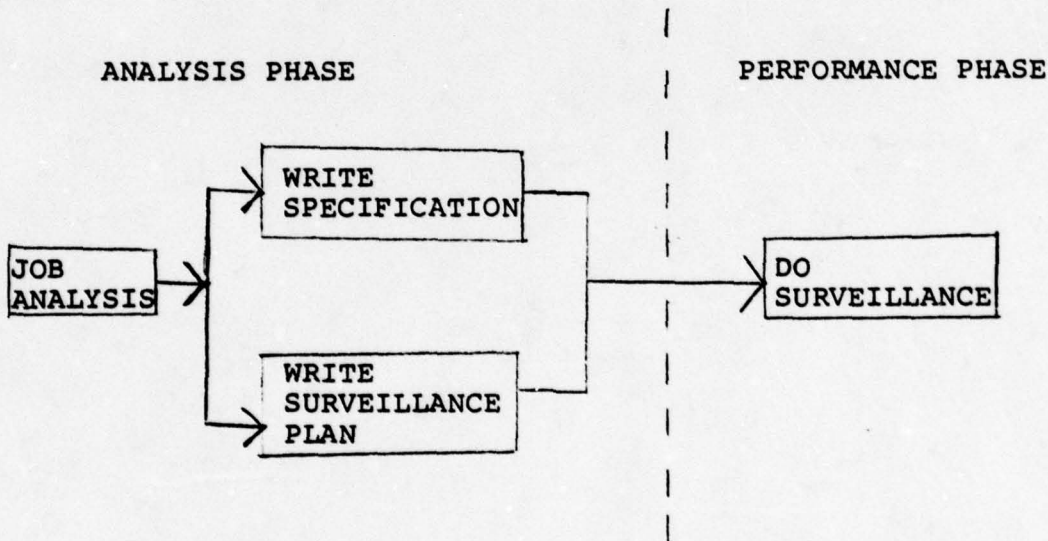 ANALYSIS PHASE
PERFORMANCE PHASE
WRITE
SPECIFICATION
JOB
ANALYSIS
DO
SURVEILLANCE
WRITE
SURVEILLANCE
PLAN